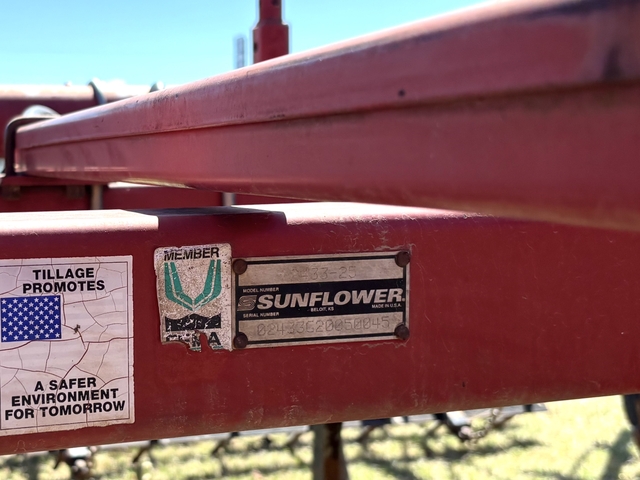 TILLAGE
PROMOTES
A SAFER
ENVIRONMENT
FOR TOMORROW
MEMBER
MODEL NUMBER
SUNFLOWER
BELOIT, KS
MADE IN U.S.A.
SERIAL NUMBER